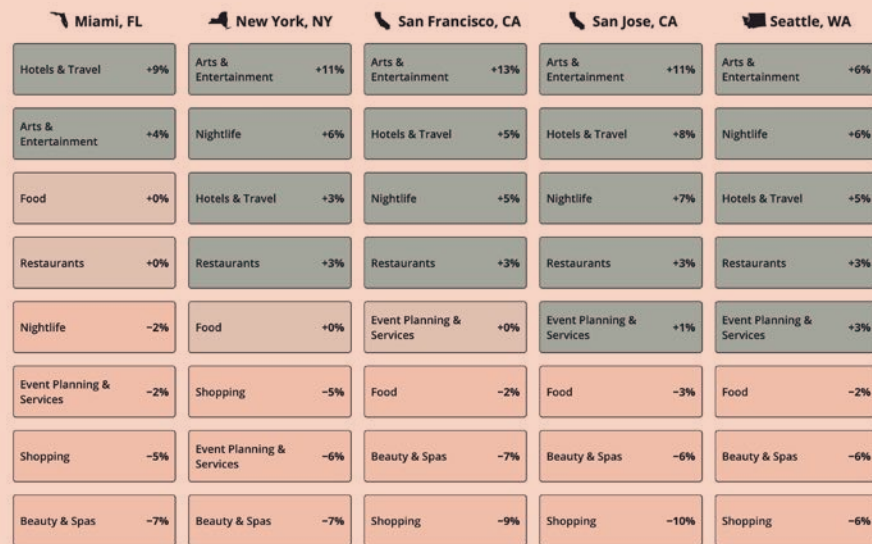 Miami, FL
Hotels & Travel +9%
Arts &
Entertainment +4%
Food +0%
Restaurants +0%
Nightlife −2%
Event Planning &
Services −2%
Shopping −5%
Beauty & Spas −7%
New York, NY
Arts &
Entertainment +11%
Nightlife +6%
Hotels & Travel +3%
Restaurants +3%
Food +0%
Shopping −5%
Event Planning &
Services −6%
Beauty & Spas −7%
San Francisco, CA
Arts &
Entertainment +13%
Hotels & Travel +5%
Nightlife +5%
Restaurants +3%
Event Planning &
Services +0%
Food −2%
Beauty & Spas −7%
Shopping −9%
San Jose, CA
Arts &
Entertainment +11%
Hotels & Travel +8%
Nightlife +7%
Restaurants +3%
Event Planning &
Services +1%
Food −3%
Beauty & Spas −6%
Shopping −10%
Seattle, WA
Arts &
Entertainment +6%
Nightlife +6%
Hotels & Travel +5%
Restaurants +3%
Event Planning &
Services +3%
Food −2%
Beauty & Spas −6%
Shopping −6%